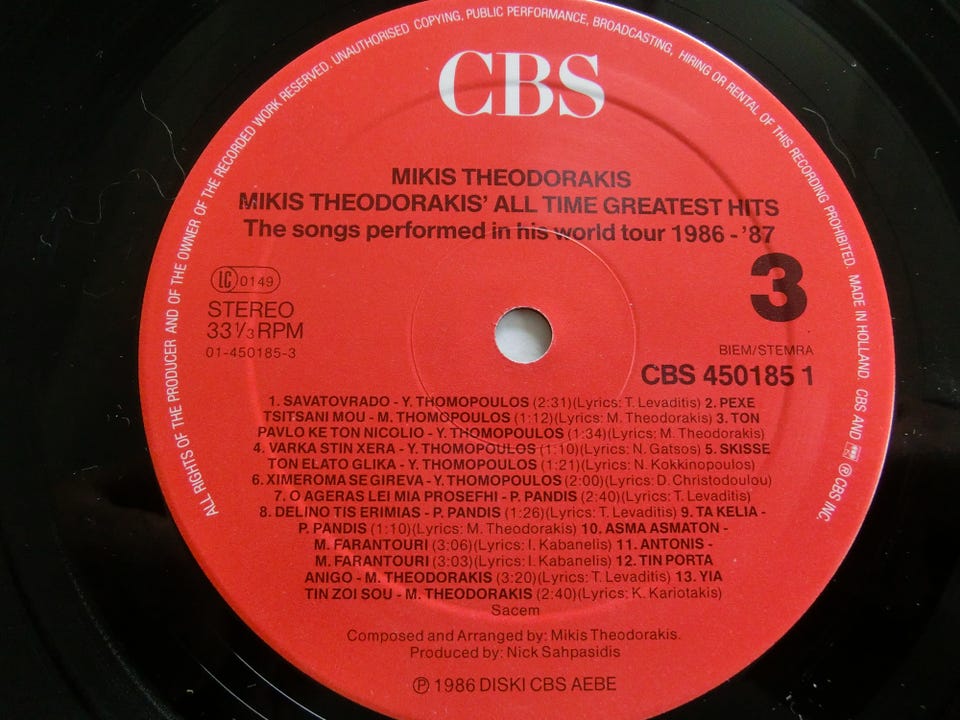 ALL RIGHTS OF THE PRODUCER AND OF THE OWNER OF THE RECORDED WORK RESERVED. UNAUTHORISED COPYING, PUBLIC PERFORMANCE, BROADCASTING, HIRING OR RENTAL OF THIS RECORDING PROHIBITED. MADE IN HOLLAND. CBS AND ℗ CBS INC.
CBS
MIKIS THEODORAKIS
MIKIS THEODORAKIS' ALL TIME GREATEST HITS
The songs performed in his world tour 1986-'87
LC 0149
STEREO
33 1/3 RPM
01-450185-3
3
BIEM/STEMRA
CBS 450185 1
1. SAVATOVRADO - Y. THOMOPOULOS (2:31)(Lyrics: T. Levaditis) 2. PEXE
TSITSANI MOU - M. THOMOPOULOS (1:12)(Lyrics: M. Theodorakis) 3. TON
PAVLO KE TON NICOLIO - Y. THOMOPOULOS (1:34)(Lyrics: M. Theodorakis)
4. VARKA STIN XERA - Y. THOMOPOULOS (1:10)(Lyrics: N. Gatsos) 5. SKISSE
TON ELATO GLIKA - Y. THOMOPOULOS (1:21)(Lyrics: N. Kokkinopoulos)
6. XIMEROMA SE GIREVA - Y. THOMOPOULOS (2:00)(Lyrics: D. Christodoulou)
7. O AGERAS LEI MIA PROSEFHI - P. PANDIS (2:40)(Lyrics: T. Levaditis)
8. DELINO TIS ERIMIAS - P. PANDIS (1:26)(Lyrics: T. Levaditis) 9. TA KELIA -
P. PANDIS (1:10)(Lyrics: M. Theodorakis) 10. ASMA ASMATON -
M. FARANTOURI (3:06)(Lyrics: I. Kabanelis) 11. ANTONIS -
M. FARANTOURI (3:03)(Lyrics: I. Kabanelis) 12. TIN PORTA
ANIGO - M. THEODORAKIS (3:20)(Lyrics: T. Levaditis) 13. YIA
TIN ZOI SOU - M. THEODORAKIS (2:40)(Lyrics: K. Kariotakis)
Sacem
Composed and Arranged by: Mikis Theodorakis.
Produced by: Nick Sahpasidis
℗ 1986 DISKI CBS AEBE